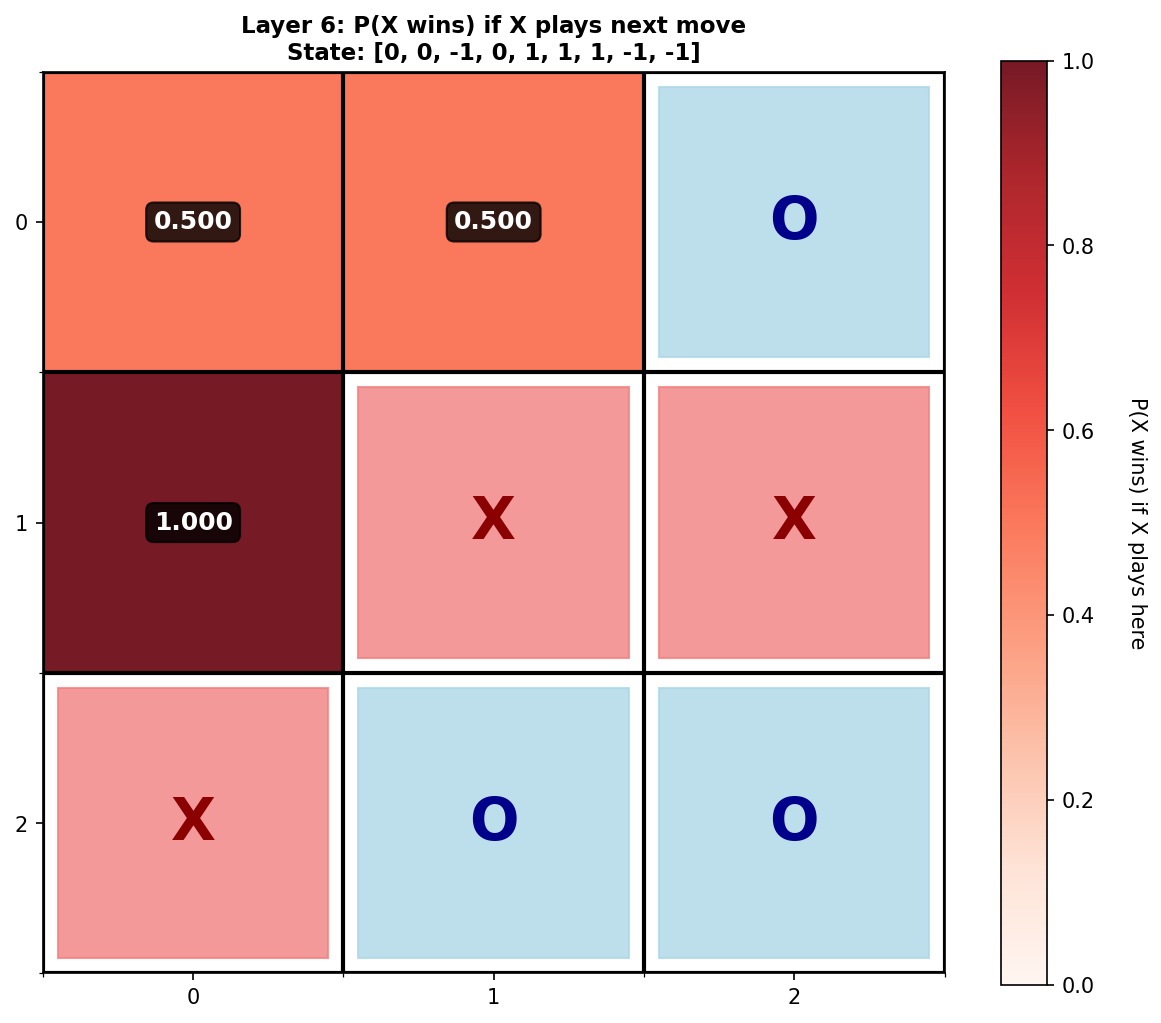 Layer 6: P(X wins) if X plays next move
State: [0, 0, -1, 0, 1, 1, 1, -1, -1]
0.500
0.500
O
1.000
X
X
X
O
O
0
1
2
0
1
2
1.0
0.8
0.6
0.4
0.2
0.0
P(X wins) if X plays here